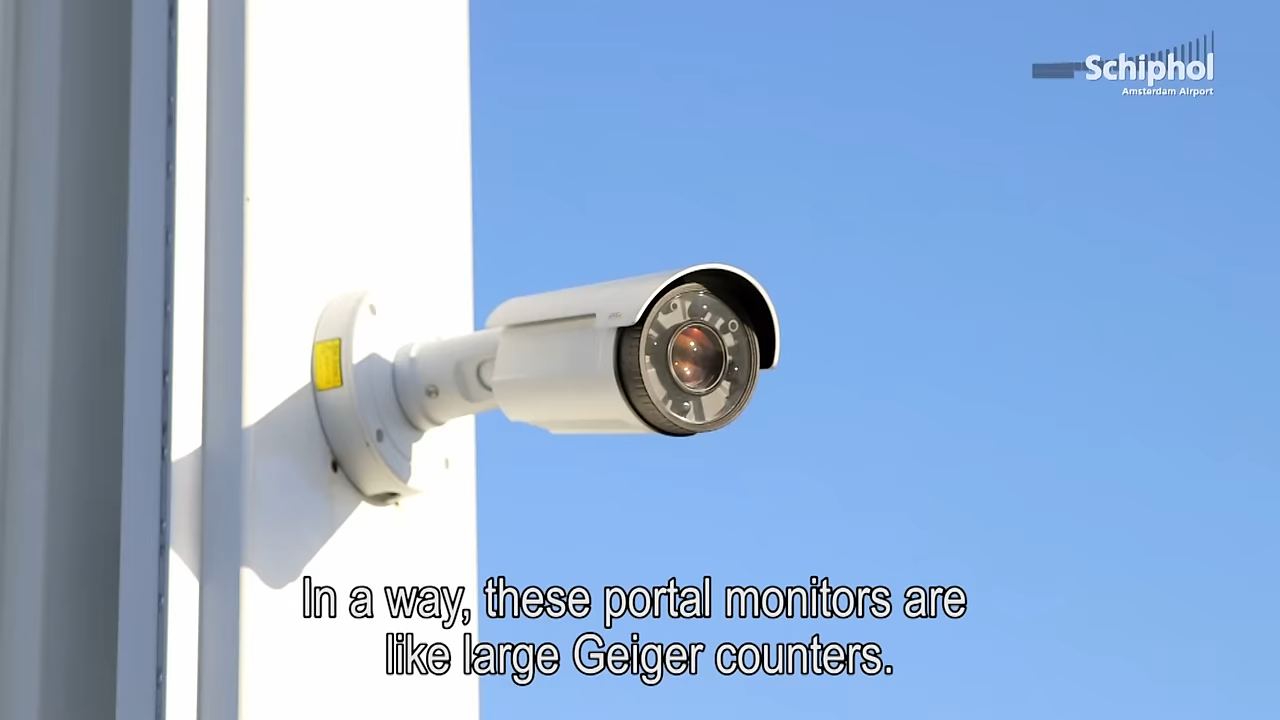 Schiphol
Amsterdam Airport
In a way, these portal monitors are
like large Geiger counters.